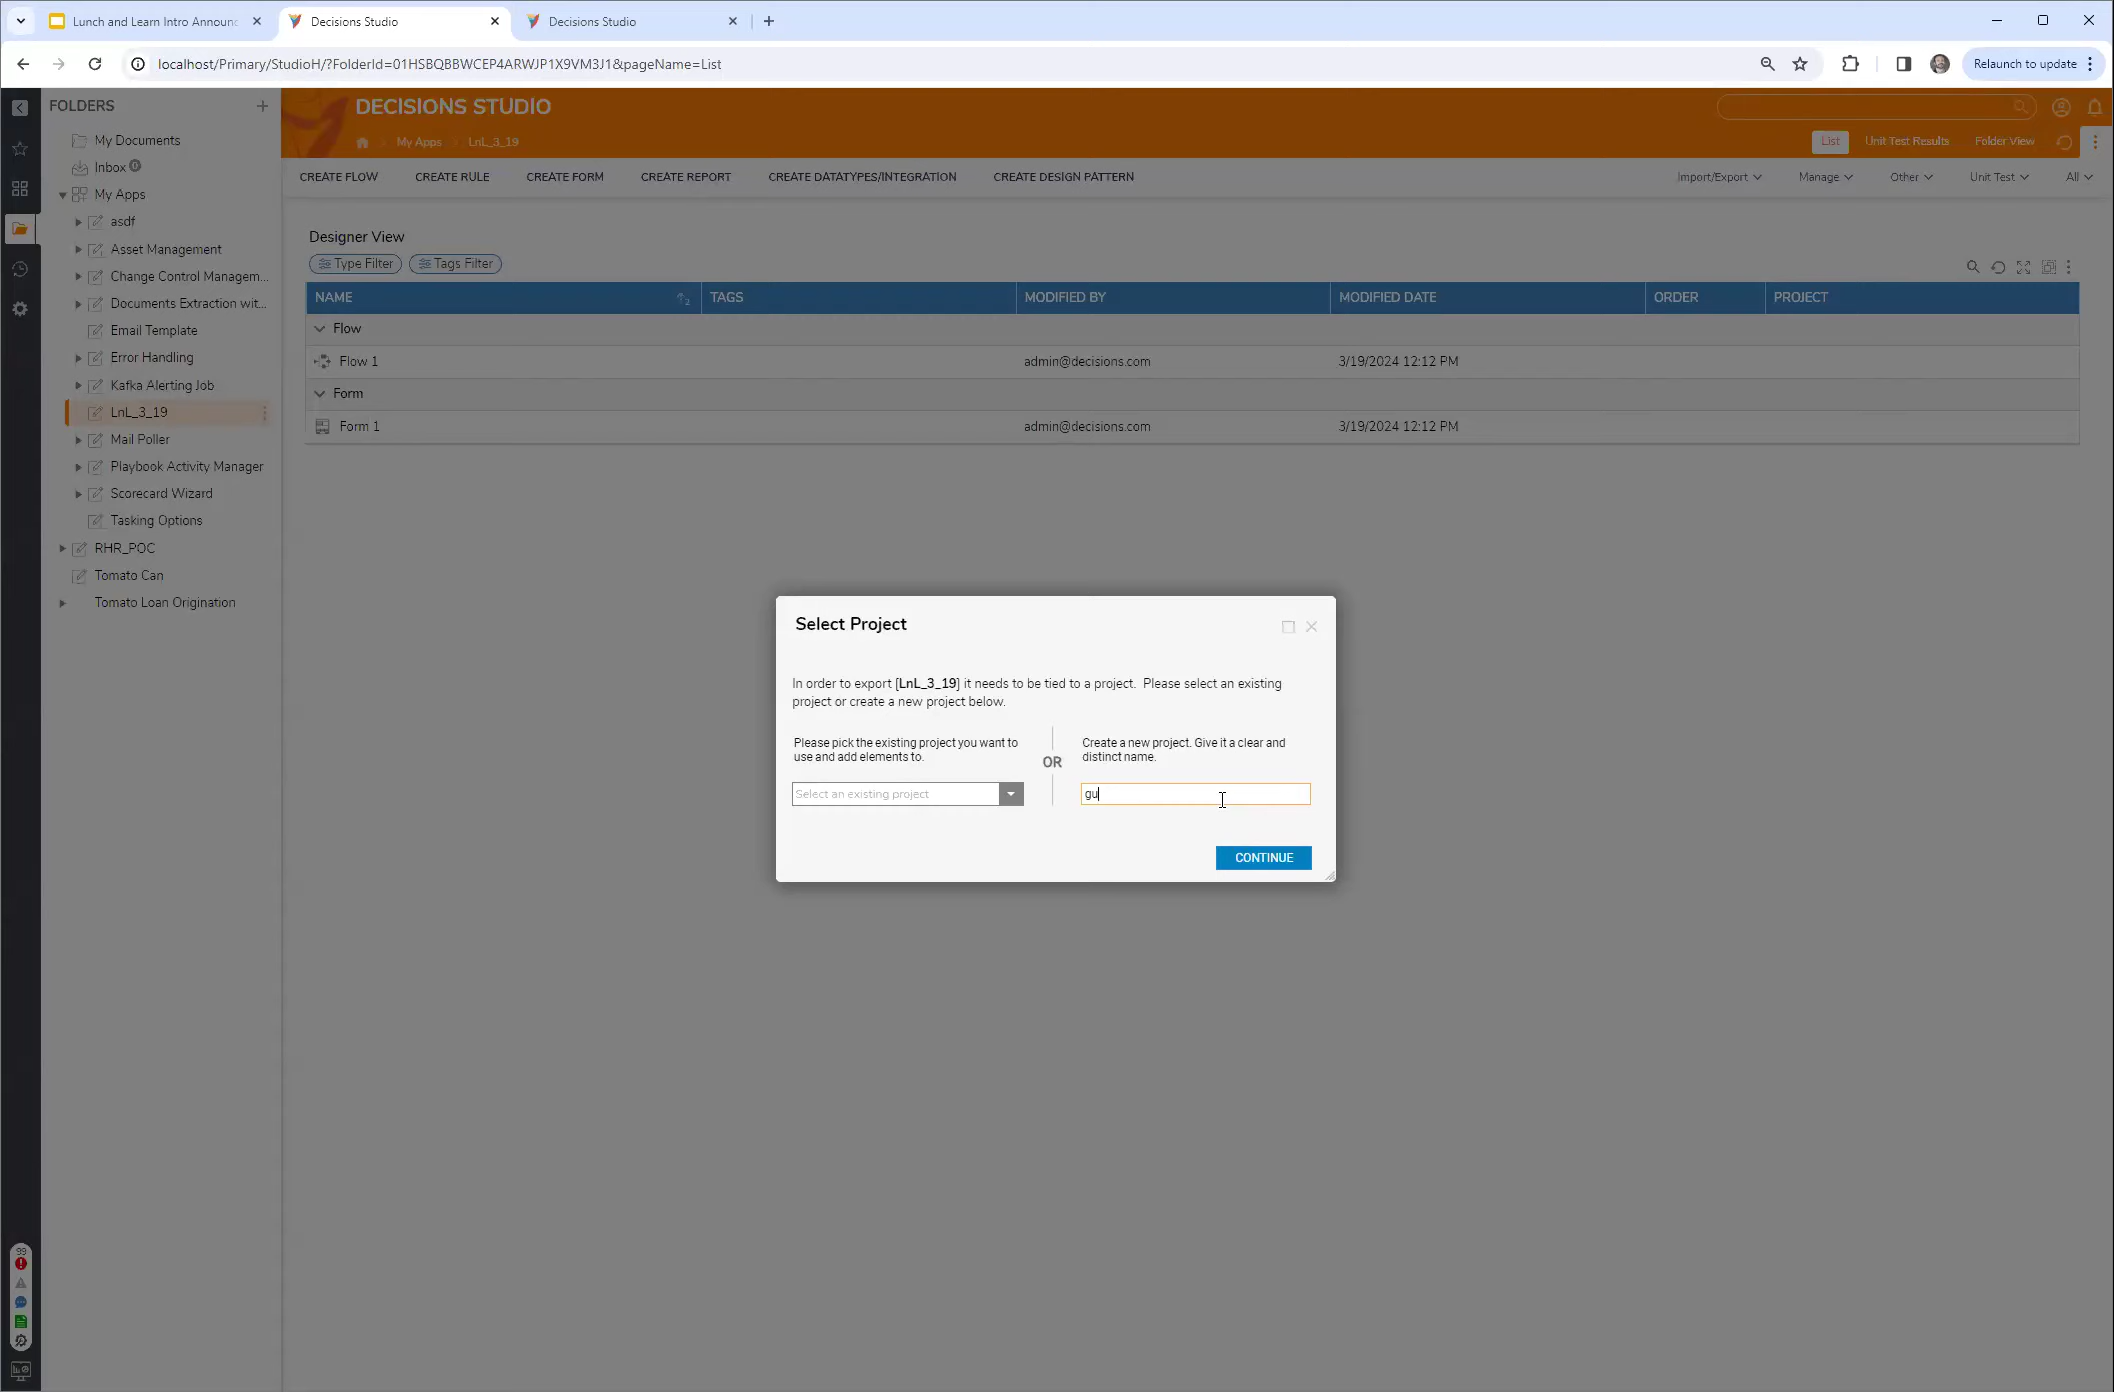 Lunch and Learn Intro Announc
Decisions Studio
Decisions Studio
localhost/Primary/StudioH/?FolderId=01HSBQBBWCEP4ARWJP1X9VM3J1&pageName=List
Relaunch to update
FOLDERS
DECISIONS STUDIO
My Apps
LnL_3_19
List
Unit Test Results
Folder View
CREATE FLOW
CREATE RULE
CREATE FORM
CREATE REPORT
CREATE DATATYPES/INTEGRATION
CREATE DESIGN PATTERN
Import/Export
Manage
Other
Unit Test
All
My Documents
Inbox 0
My Apps
asdf
Asset Management
Change Control Managem...
Documents Extraction wit...
Email Template
Error Handling
Kafka Alerting Job
LnL_3_19
Mail Poller
Playbook Activity Manager
Scorecard Wizard
Tasking Options
RHR_POC
Tomato Can
Tomato Loan Origination
99
Designer View
Type Filter
Tags Filter
NAME 2 TAGS MODIFIED BY MODIFIED DATE ORDER PROJECT
Flow
Flow 1 admin@decisions.com 3/19/2024 12:12 PM
Form
Form 1 admin@decisions.com 3/19/2024 12:12 PM
Select Project
In order to export [LnL_3_19] it needs to be tied to a project. Please select an existing
project or create a new project below.
Please pick the existing project you want to
use and add elements to.
Select an existing project
OR
Create a new project. Give it a clear and
distinct name.
gu
CONTINUE